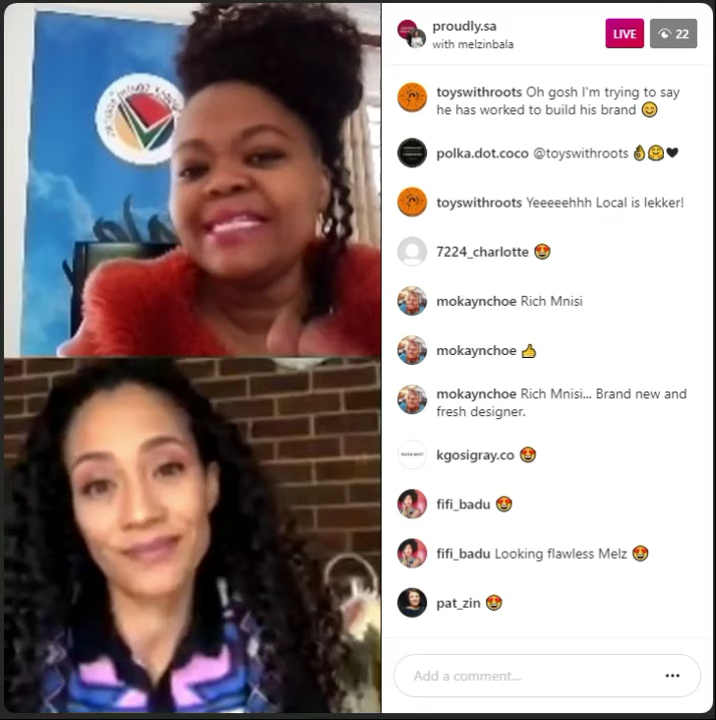 proudly.sa
with melzinbala
LIVE
22
toyswithroots Oh gosh I'm trying to say
he has worked to build his brand 😊
polka.dot.coco @toyswithroots 👌🤗🖤
toyswithroots Yeeeeehhh Local is lekker!
7224_charlotte 😍
mokaynchoe Rich Mnisi
mokaynchoe 👍
mokaynchoe Rich Mnisi... Brand new and
fresh designer.
kgosigray.co 😍
fifi_badu 😍
fifi_badu Looking flawless Melz 😍
pat_zin 😍
Add a comment...